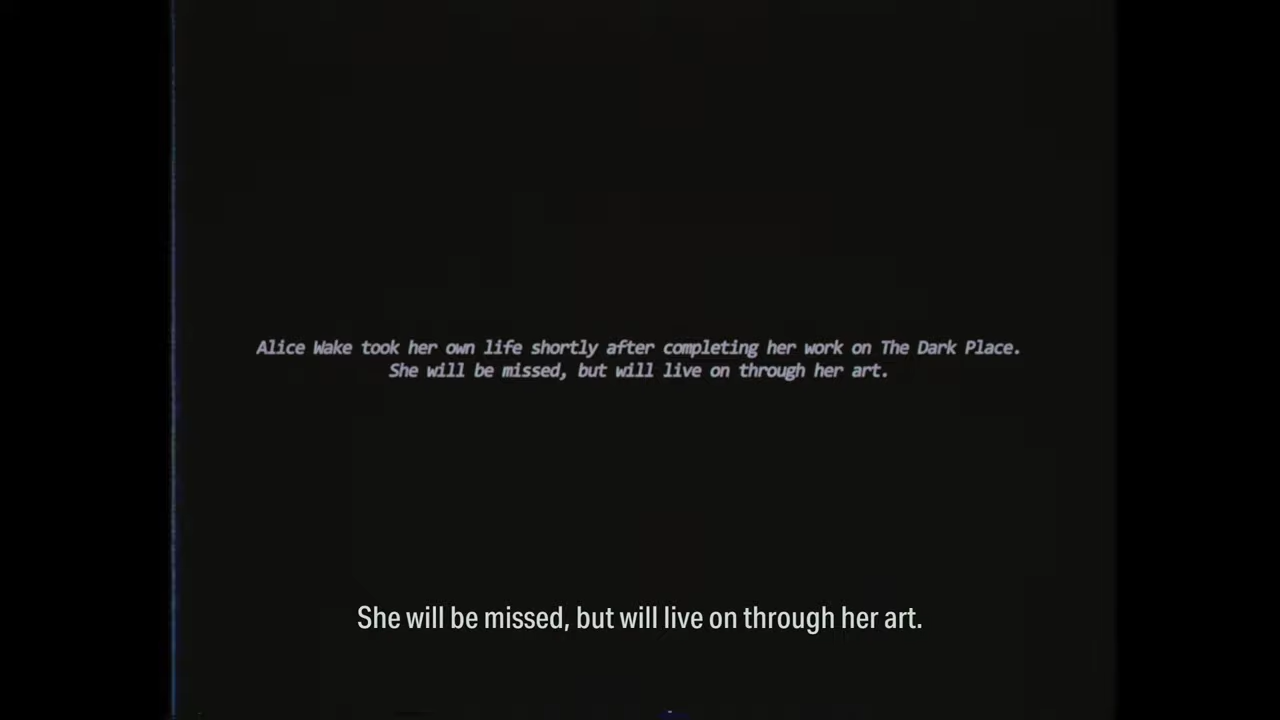 Alice Wake took her own life shortly after completing her work on The Dark Place.
She will be missed, but will live on through her art.
She will be missed, but will live on through her art.